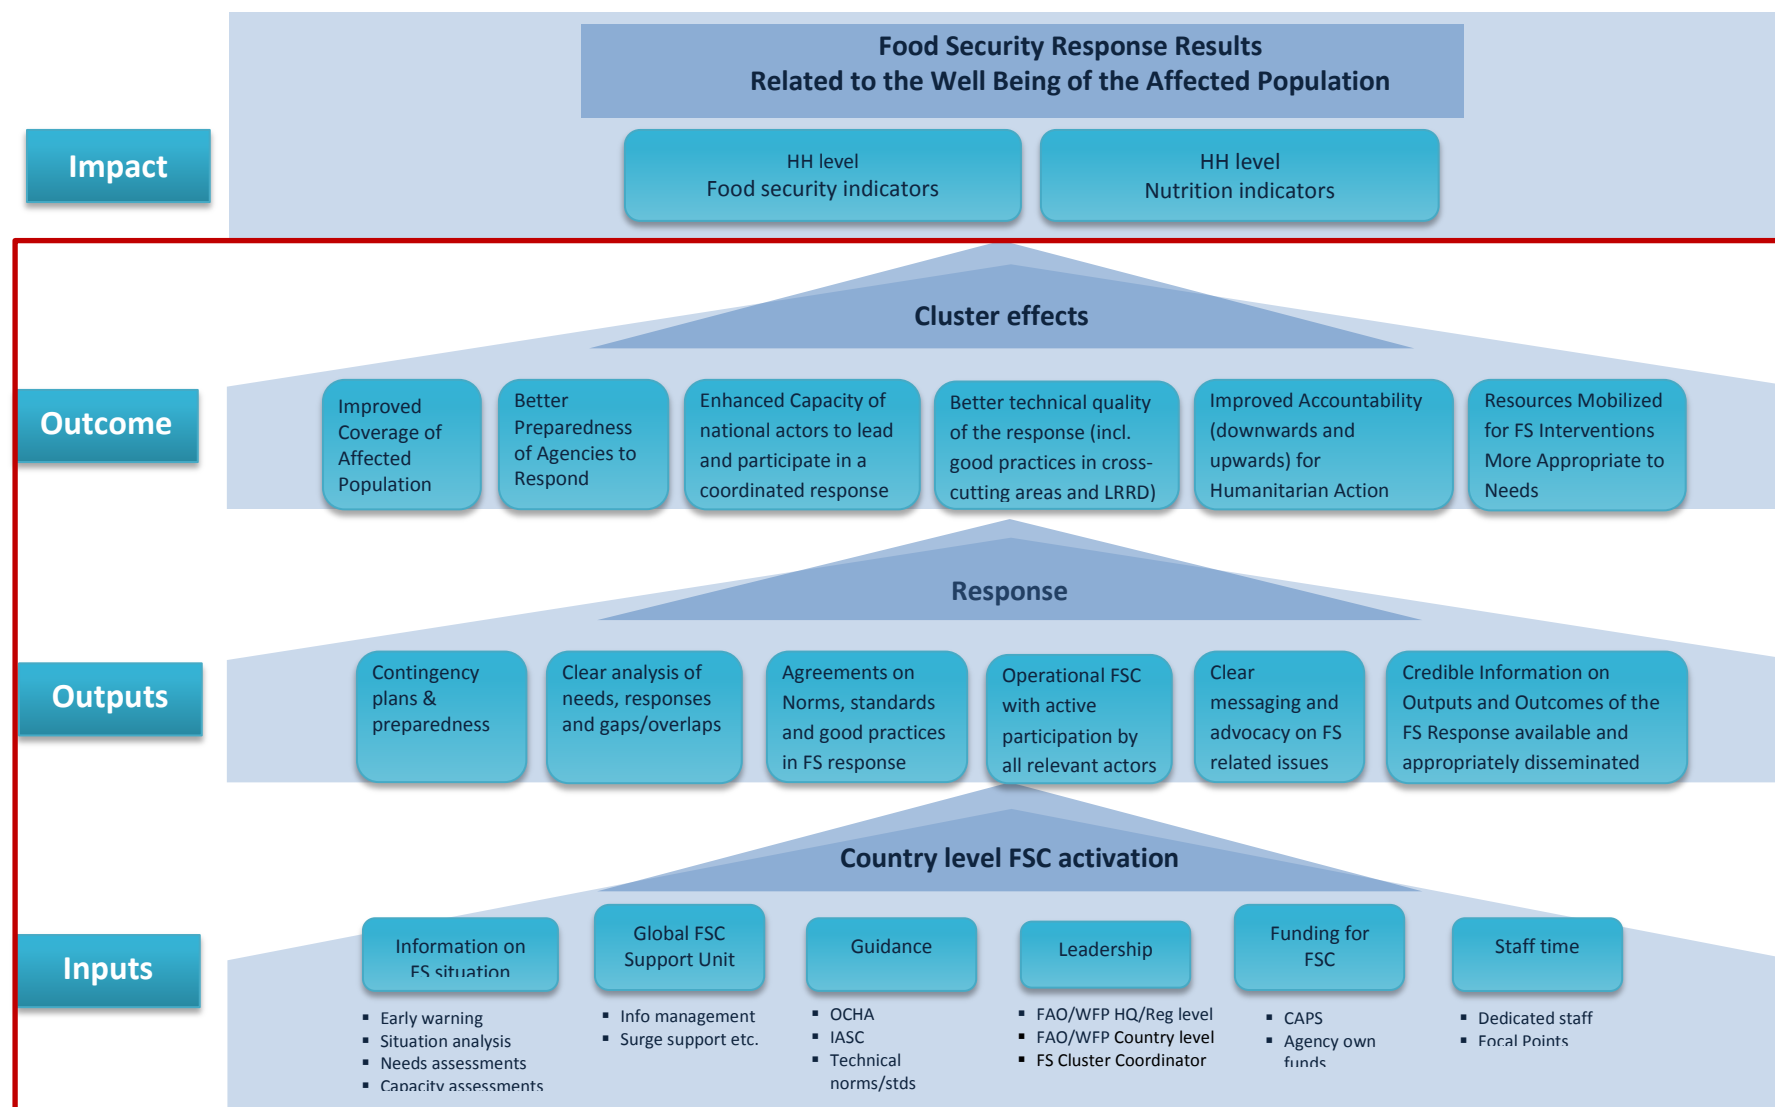 Food Security Response Results
Related to the Well Being of the Affected Population
Impact
HH level
Food security indicators
HH level
Nutrition indicators
Cluster effects
Outcome
Improved
Coverage of
Affected
Population
Better
Preparedness
of Agencies to
Respond
Enhanced Capacity of
national actors to lead
and participate in a
coordinated response
Better technical quality
of the response (incl.
good practices in cross-
cutting areas and LRRD)
Improved Accountability
(downwards and
upwards) for
Humanitarian Action
Resources Mobilized
for FS Interventions
More Appropriate to
Needs
Response
Outputs
Contingency
plans &
preparedness
Clear analysis of
needs, responses
and gaps/overlaps
Agreements on
Norms, standards
and good practices
in FS response
Operational FSC
with active
participation by
all relevant actors
Clear
messaging and
advocacy on FS
related issues
Credible Information on
Outputs and Outcomes of the
FS Response available and
appropriately disseminated
Country level FSC activation
Inputs
Information on
FS situation
Global FSC
Support Unit
Guidance
Leadership
Funding for
FSC
Staff time
▪ Early warning
▪ Situation analysis
▪ Needs assessments
▪ Capacity assessments
▪ Info management
▪ Surge support etc.
▪ OCHA
▪ IASC
▪ Technical
norms/stds
▪ FAO/WFP HQ/Reg level
▪ FAO/WFP Country level
▪ FS Cluster Coordinator
▪ CAPS
▪ Agency own
funds
▪ Dedicated staff
▪ Focal Points